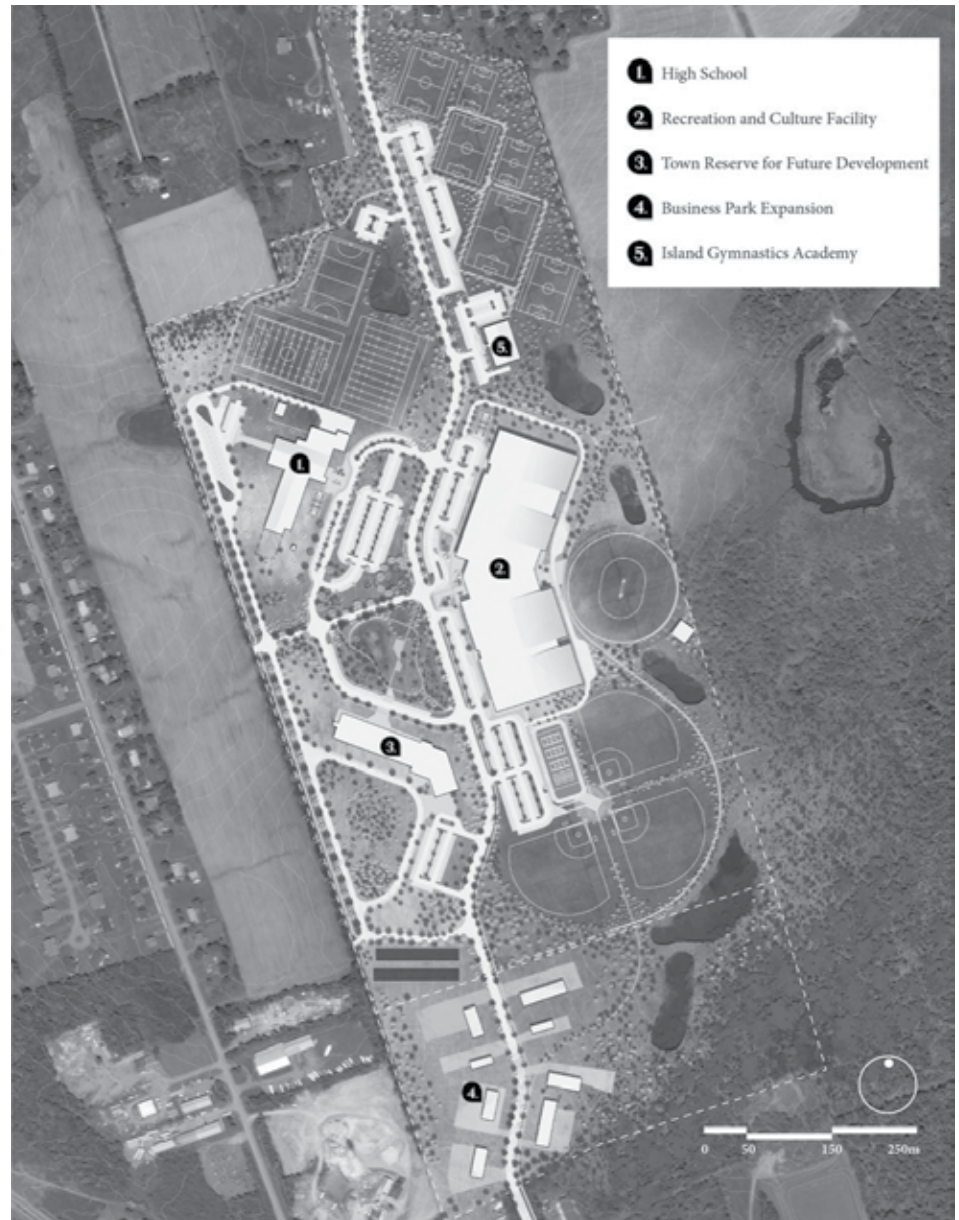 1. High School
2. Recreation and Culture Facility
3. Town Reserve for Future Development
4. Business Park Expansion
5. Island Gymnastics Academy
5.
1.
2.
3.
4.
0 50 150 250m